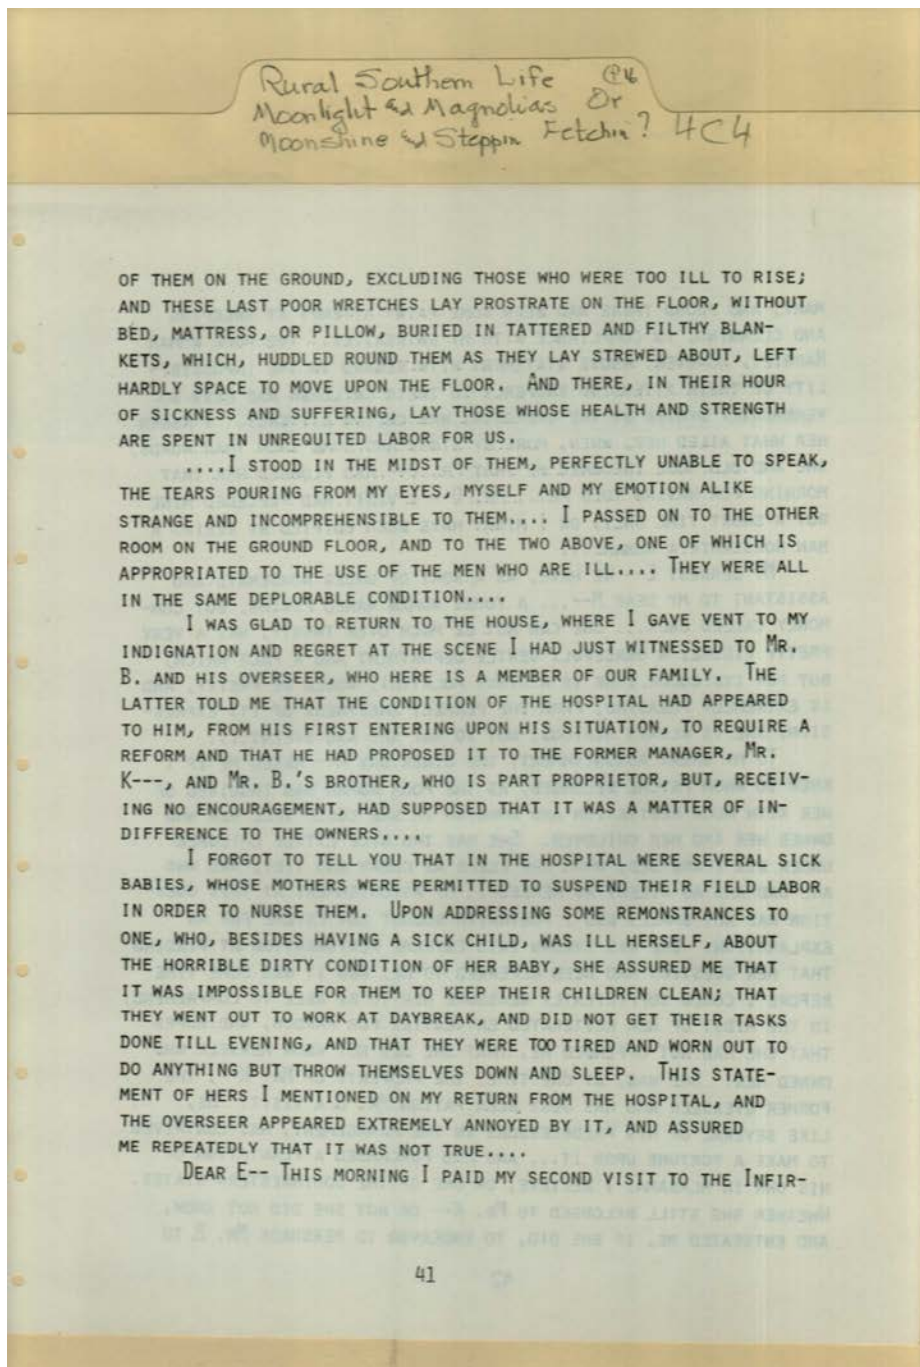 Rural Southern Life
Moonlight & Magnolias Or
Moonshine & Steppin Fetchin? 4C4
OF THEM ON THE GROUND, EXCLUDING THOSE WHO WERE TOO ILL TO RISE;
AND THESE LAST POOR WRETCHES LAY PROSTRATE ON THE FLOOR, WITHOUT
BED, MATTRESS, OR PILLOW, BURIED IN TATTERED AND FILTHY BLAN-
KETS, WHICH, HUDDLED ROUND THEM AS THEY LAY STREWED ABOUT, LEFT
HARDLY SPACE TO MOVE UPON THE FLOOR. AND THERE, IN THEIR HOUR
OF SICKNESS AND SUFFERING, LAY THOSE WHOSE HEALTH AND STRENGTH
ARE SPENT IN UNREQUITED LABOR FOR US.
....I STOOD IN THE MIDST OF THEM, PERFECTLY UNABLE TO SPEAK,
THE TEARS POURING FROM MY EYES, MYSELF AND MY EMOTION ALIKE
STRANGE AND INCOMPREHENSIBLE TO THEM.... I PASSED ON TO THE OTHER
ROOM ON THE GROUND FLOOR, AND TO THE TWO ABOVE, ONE OF WHICH IS
APPROPRIATED TO THE USE OF THE MEN WHO ARE ILL.... THEY WERE ALL
IN THE SAME DEPLORABLE CONDITION....
I WAS GLAD TO RETURN TO THE HOUSE, WHERE I GAVE VENT TO MY
INDIGNATION AND REGRET AT THE SCENE I HAD JUST WITNESSED TO MR.
B. AND HIS OVERSEER, WHO HERE IS A MEMBER OF OUR FAMILY. THE
LATTER TOLD ME THAT THE CONDITION OF THE HOSPITAL HAD APPEARED
TO HIM, FROM HIS FIRST ENTERING UPON HIS SITUATION, TO REQUIRE A
REFORM AND THAT HE HAD PROPOSED IT TO THE FORMER MANAGER, MR.
K---, AND MR. B.'S BROTHER, WHO IS PART PROPRIETOR, BUT, RECEIV-
ING NO ENCOURAGEMENT, HAD SUPPOSED THAT IT WAS A MATTER OF IN-
DIFFERENCE TO THE OWNERS....
I FORGOT TO TELL YOU THAT IN THE HOSPITAL WERE SEVERAL SICK
BABIES, WHOSE MOTHERS WERE PERMITTED TO SUSPEND THEIR FIELD LABOR
IN ORDER TO NURSE THEM. UPON ADDRESSING SOME REMONSTRANCES TO
ONE, WHO, BESIDES HAVING A SICK CHILD, WAS ILL HERSELF, ABOUT
THE HORRIBLE DIRTY CONDITION OF HER BABY, SHE ASSURED ME THAT
IT WAS IMPOSSIBLE FOR THEM TO KEEP THEIR CHILDREN CLEAN; THAT
THEY WENT OUT TO WORK AT DAYBREAK, AND DID NOT GET THEIR TASKS
DONE TILL EVENING, AND THAT THEY WERE TOO TIRED AND WORN OUT TO
DO ANYTHING BUT THROW THEMSELVES DOWN AND SLEEP. THIS STATE-
MENT OF HERS I MENTIONED ON MY RETURN FROM THE HOSPITAL, AND
THE OVERSEER APPEARED EXTREMELY ANNOYED BY IT, AND ASSURED
ME REPEATEDLY THAT IT WAS NOT TRUE....
DEAR E-- THIS MORNING I PAID MY SECOND VISIT TO THE INFIR-
41